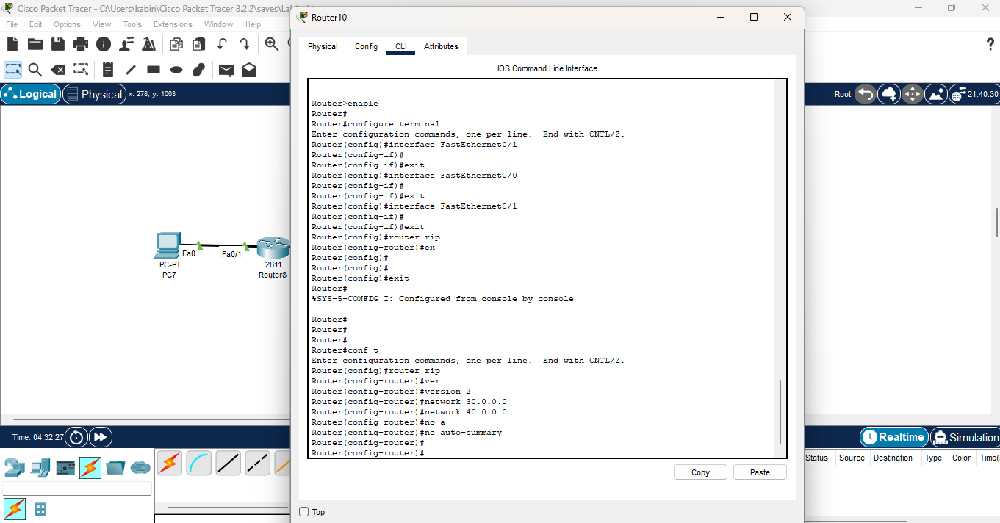 Cisco Packet Tracer - C:\Users\kabin\Cisco Packet Tracer 8.2.2\saves\La
Router10
File Edit Options View Tools Extensions Window Help
Physical Config CLI Attributes
IOS Command Line Interface
Logical Physical x: 278, y: 1663
Root 21:40:30
Router>enable
Router#
Router#configure terminal
Enter configuration commands, one per line. End with CNTL/Z.
Router(config)#interface FastEthernet0/1
Router(config-if)#
Router(config-if)#exit
Router(config)#interface FastEthernet0/0
Router(config-if)#
Router(config-if)#exit
Router(config)#interface FastEthernet0/1
Router(config-if)#
Router(config-if)#exit
Router(config)#router rip
Router(config-router)#ex
Router(config)#
Router(config)#
Router(config)#exit
Router#
%SYS-5-CONFIG_I: Configured from console by console
Router#
Router#
Router#
Router#conf t
Enter configuration commands, one per line. End with CNTL/Z.
Router(config)#router rip
Router(config-router)#ver
Router(config-router)#version 2
Router(config-router)#network 30.0.0.0
Router(config-router)#network 40.0.0.0
Router(config-router)#no a
Router(config-router)#no auto-summary
Router(config-router)#
Router(config-router)#
Fa0 Fa0/1
PC-PT
PC7
2811
Router8
Copy Paste
Top
Time: 04:32:27
Realtime Simulation
Status Source Destination Type Color Time(s